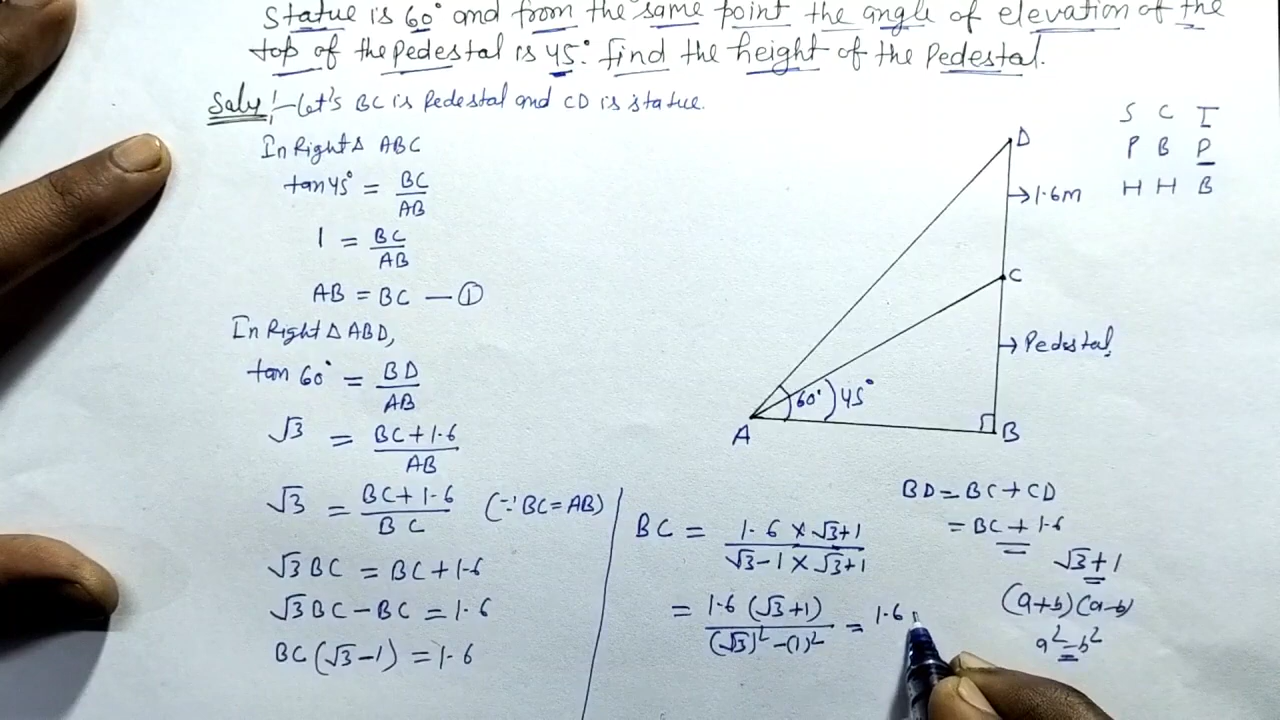 Statue is 60° and from the same point the angle of elevation of the
top of the Pedestal is 45°. find the height of the Pedestal.
Soln:- Let's BC is Pedestal and CD is statue.
In Right Δ ABC
tan45° = BC/AB
1 = BC/AB
AB = BC — ①
In Right Δ ABD,
tan 60° = BD/AB
√3 = BC+1.6/AB
√3 = BC+1.6/BC (∵ BC=AB)
√3 BC = BC+1.6
√3 BC - BC = 1.6
BC(√3-1) = 1.6
BC = 1.6 × √3+1/√3-1 × √3+1
= 1.6 (√3+1)/(√3)² -(1)² = 1.6
S C T
P B P
H H B
D
→1.6M
C
→ Pedestal,
60° 45°
A
B
BD = BC+CD
= BC + 1.6
√3+1
(a+b)(a-b)
a²-b²